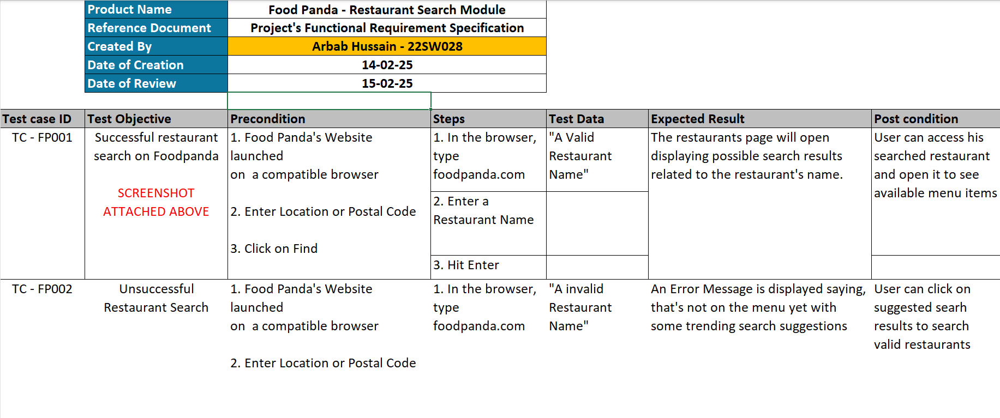 Product Name
Food Panda - Restaurant Search Module
Reference Document
Project's Functional Requirement Specification
Created By
Arbab Hussain - 22SW028
Date of Creation
14-02-25
Date of Review
15-02-25
Test case ID
Test Objective
Precondition
Steps
Test Data
Expected Result
Post condition
TC - FP001
Successful restaurant
search on Foodpanda
SCREENSHOT
ATTACHED ABOVE
1. Food Panda's Website
launched
on  a compatible browser
2. Enter Location or Postal Code
3. Click on Find
1. In the browser,
type
foodpanda.com
2. Enter a
Restaurant Name
3. Hit Enter
"A Valid
Restaurant
Name"
The restaurants page will open
displaying possible search results
related to the restaurant's name.
User can access his
searched restaurant
and open it to see
available menu items
TC - FP002
Unsuccessful
Restaurant Search
1. Food Panda's Website
launched
on  a compatible browser
2. Enter Location or Postal Code
1. In the browser,
type
foodpanda.com
"A invalid
Restaurant
Name"
An Error Message is displayed saying,
that's not on the menu yet with
some trending search suggestions
User can click on
suggested searh
results to search
valid restaurants